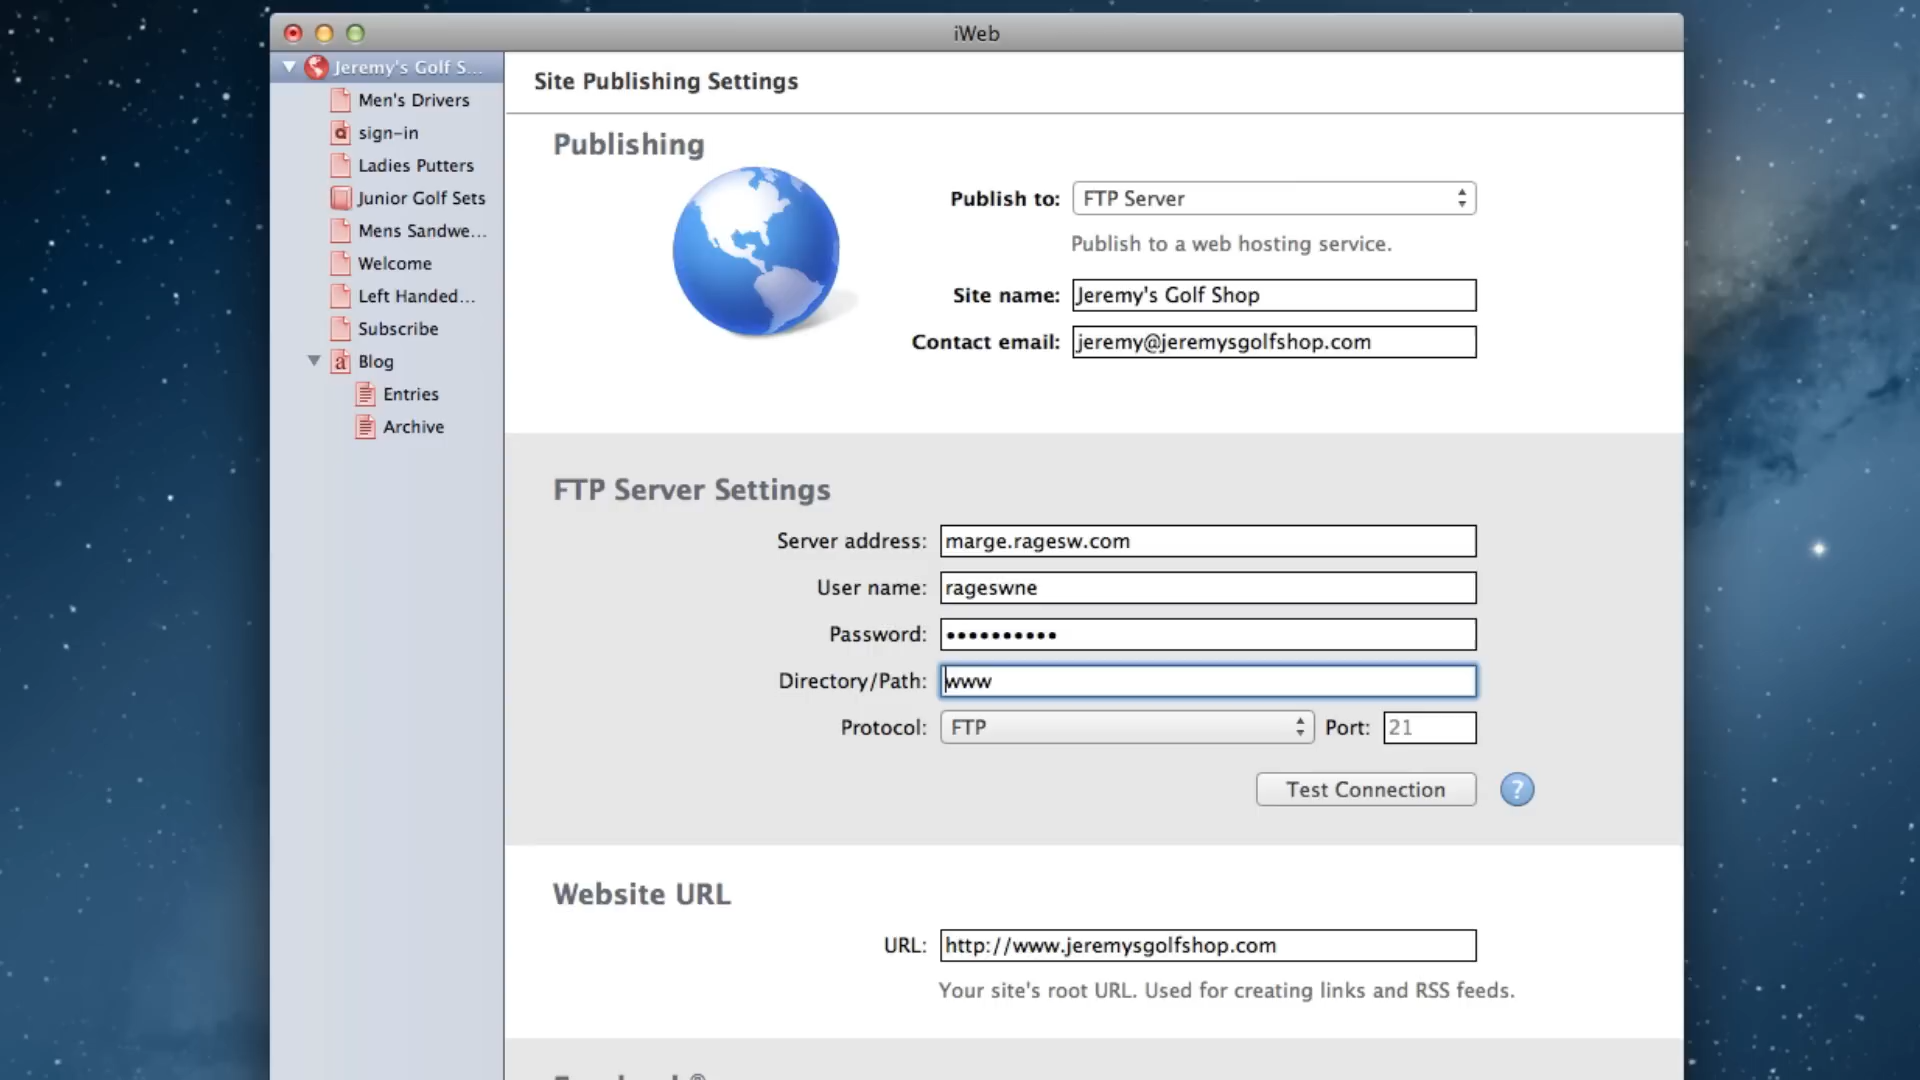 iWeb
Jeremy's Golf S...
Men's Drivers
sign-in
Ladies Putters
Junior Golf Sets
Mens Sandwe...
Welcome
Left Handed...
Subscribe
a Blog
Entries
Archive
Site Publishing Settings
Publishing
Publish to: FTP Server
Publish to a web hosting service.
Site name: Jeremy's Golf Shop
Contact email: jeremy@jeremysgolfshop.com
FTP Server Settings
Server address: marge.ragesw.com
User name: rageswne
Password: ••••••••••
Directory/Path: www
Protocol: FTP Port: 21
Test Connection ?
Website URL
URL: http://www.jeremysgolfshop.com
Your site's root URL. Used for creating links and RSS feeds.